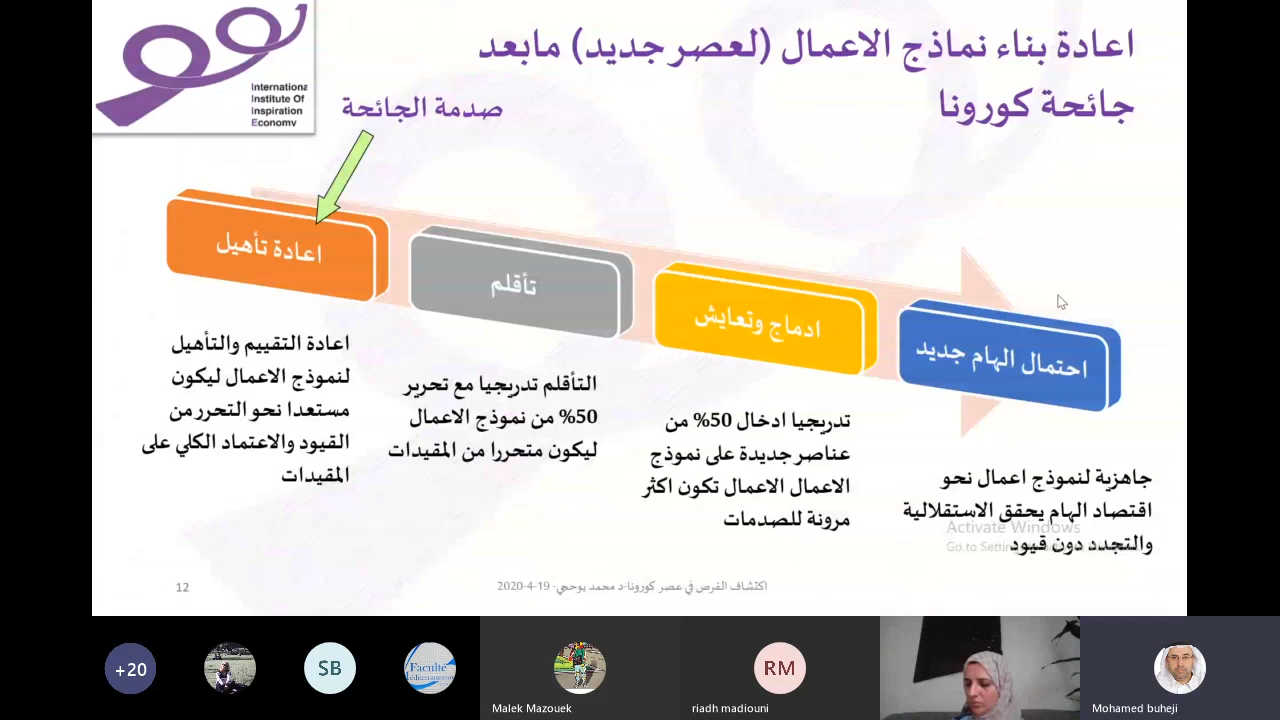 اعادة بناء نماذج الاعمال (لعصر جديد) مابعد
جائحة كورونا
International
Institute Of
Inspiration
Economy
صدمة الجائحة
اعادة تأهيل
تأقلم
ادماج وتعايش
احتمال الهام جديد
اعادة التقييم والتأهيل
لنموذج الاعمال ليكون
مستعدا نحو التحرر من
القيود والاعتماد الكلي على
المقيدات
التأقلم تدريجيا مع تحرير
50% من نموذج الاعمال
ليكون متحررا من المقيدات
تدريجيا ادخال 50% من
عناصر جديدة على نموذج
الاعمال الاعمال تكون اكثر
مرونة للصدمات
جاهزية لنموذج اعمال نحو
اقتصاد الهام يحقق الاستقلالية
والتجدد دون قيود
Activate Windows
Go to Settings
12
اكتشاف الفرص في عصر كورونا-د محمد بوحجي- 19-4-2020
+20
SB
Faculté
Méditerranéenne
RM
Malek Mazouek
riadh madiouni
Mohamed buheji